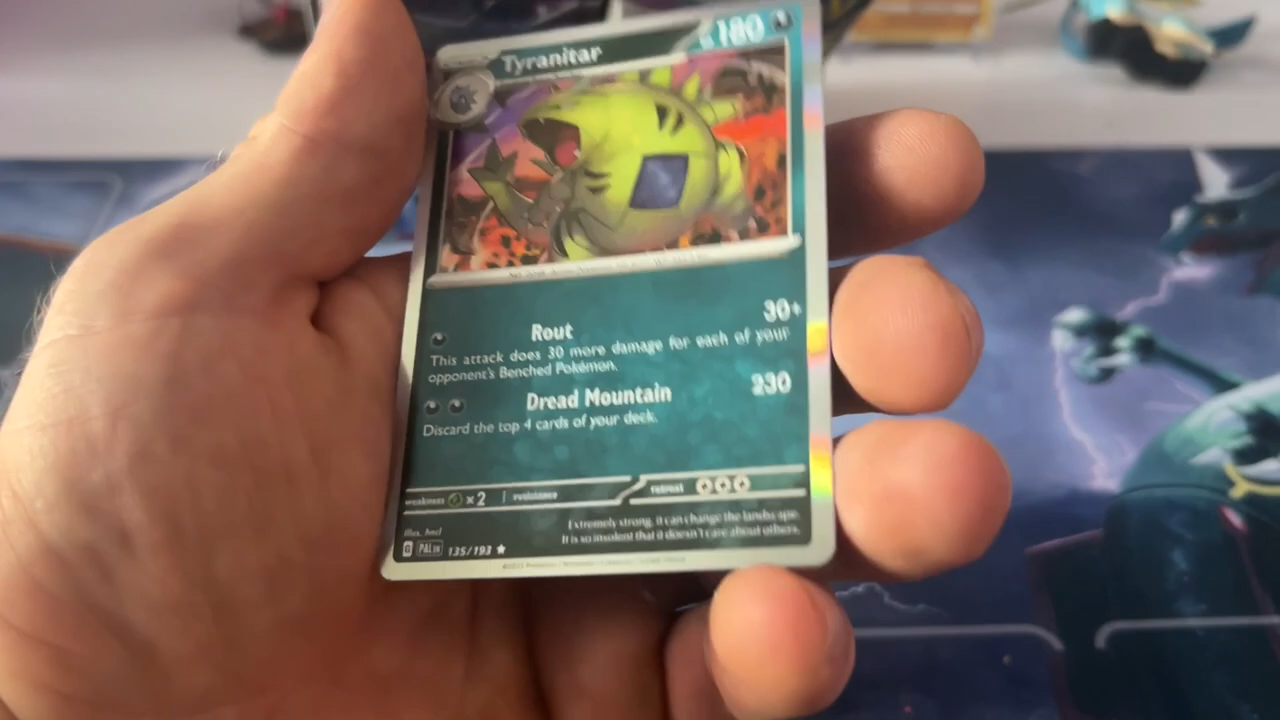 Tyranitar 180
Rout 30+
This attack does 30 more damage for each of your
opponent's Benched Pokémon.
Dread Mountain 230
Discard the top 4 cards of your deck.
weakness x2 resistance retreat
Illus. 
Extremely strong, it can change the landscape.
It is so insolent that it doesn't care about others.
G PAL EN 135/193 ★